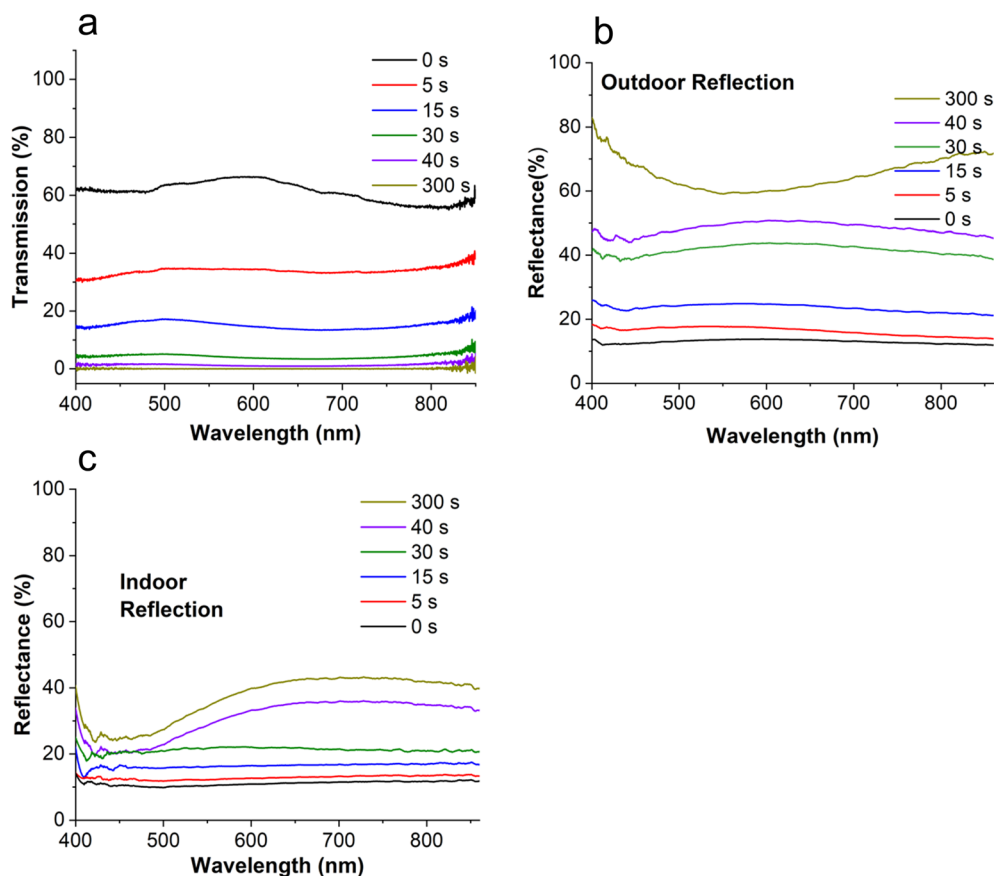 a
100
80
60
40
20
0
Transmission (%)
0 s
5 s
15 s
30 s
40 s
300 s
400
500
600
700
800
Wavelength (nm)
b
100
80
60
40
20
0
Reflectance(%)
Outdoor Reflection
300 s
40 s
30 s
15 s
5 s
0 s
400
500
600
700
800
Wavelength (nm)
c
100
80
60
40
20
0
Reflectance (%)
Indoor
Reflection
300 s
40 s
30 s
15 s
5 s
0 s
400
500
600
700
800
Wavelength (nm)